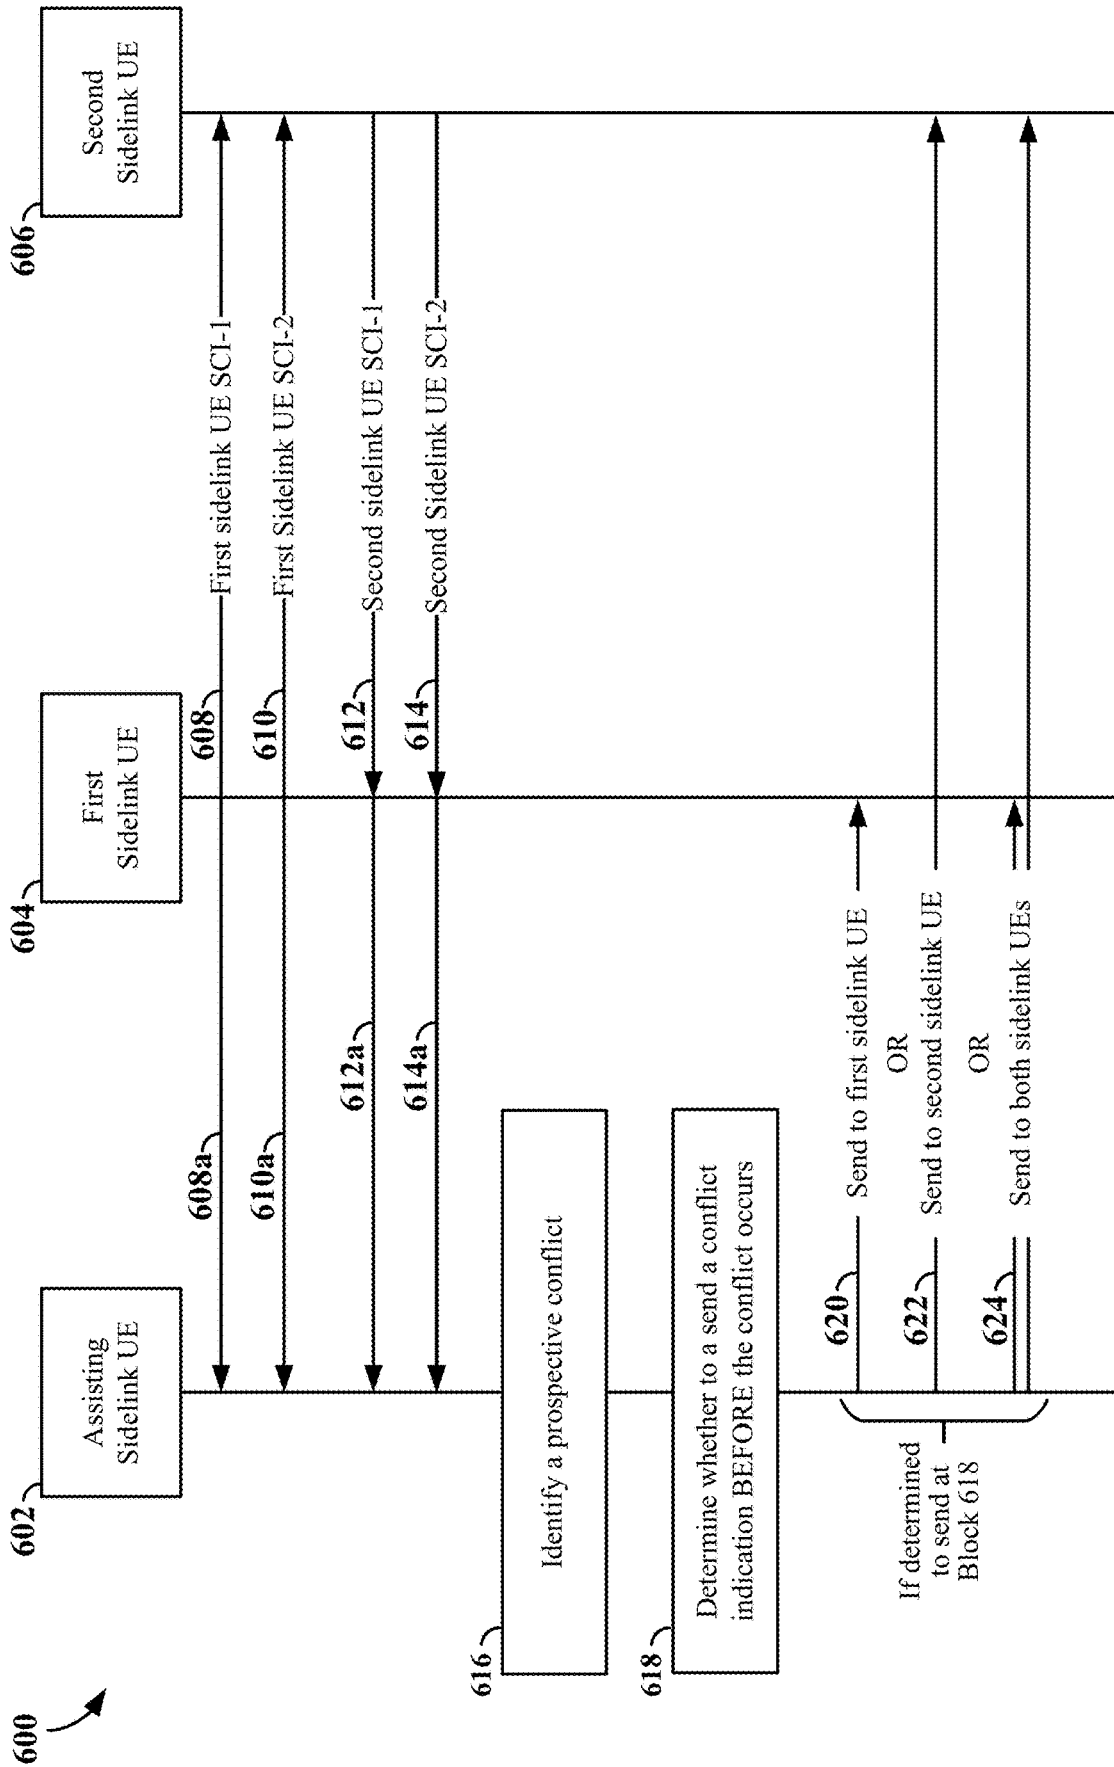 600
602
Assisting
Sidelink UE
604
First
Sidelink UE
606
Second
Sidelink UE
608a
608
First sidelink UE SCI-1
610a
610
First Sidelink UE SCI-2
612a
612
Second sidelink UE SCI-1
614a
614
Second Sidelink UE SCI-2
616
Identify a prospective conflict
618
Determine whether to a send a conflict
indication BEFORE the conflict occurs
If determined
to send at
Block 618
620
Send to first sidelink UE
OR
622
Send to second sidelink UE
OR
624
Send to both sidelink UEs